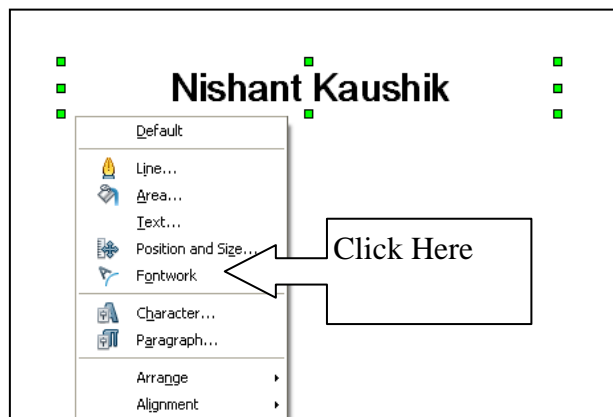 Nishant Kaushik
Default
Line...
Area...
Text...
Position and Size...
Fontwork
Click Here
Character...
Paragraph...
Arrange
Alignment